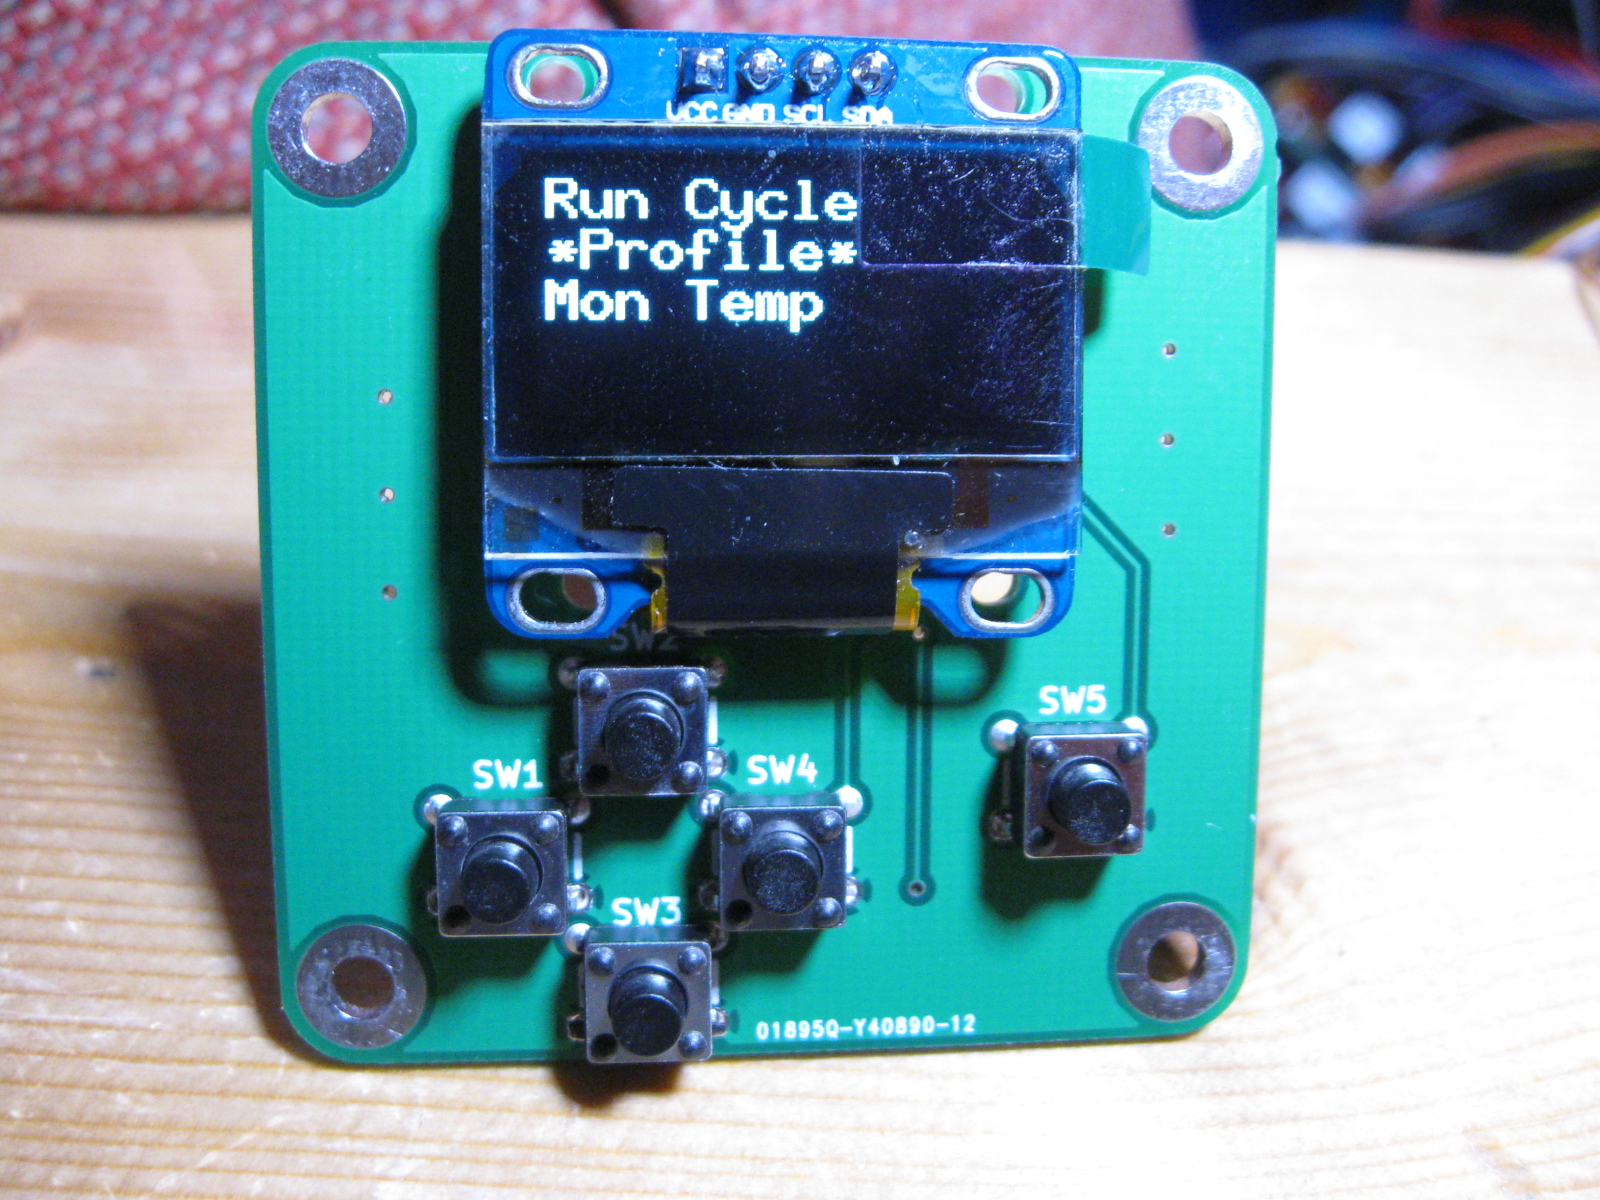 VCC GND SCL SDA
Run Cycle
*Profile*
Mon Temp
SW2
SW5
SW1
SW4
SW3
01895Q-Y40890-12